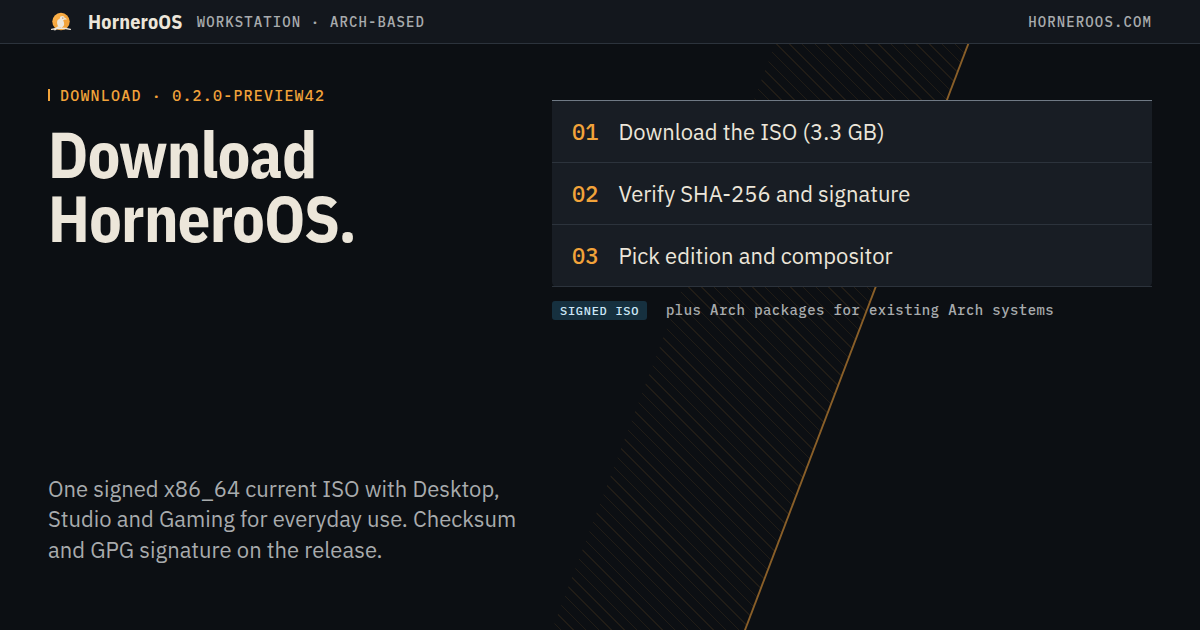 HorneroOS WORKSTATION · ARCH-BASED
HORNEROOS.COM
DOWNLOAD · 0.2.0-PREVIEW42
Download
HorneroOS.
01 Download the ISO (3.3 GB)
02 Verify SHA-256 and signature
03 Pick edition and compositor
SIGNED ISO plus Arch packages for existing Arch systems
One signed x86_64 current ISO with Desktop,
Studio and Gaming for everyday use. Checksum
and GPG signature on the release.